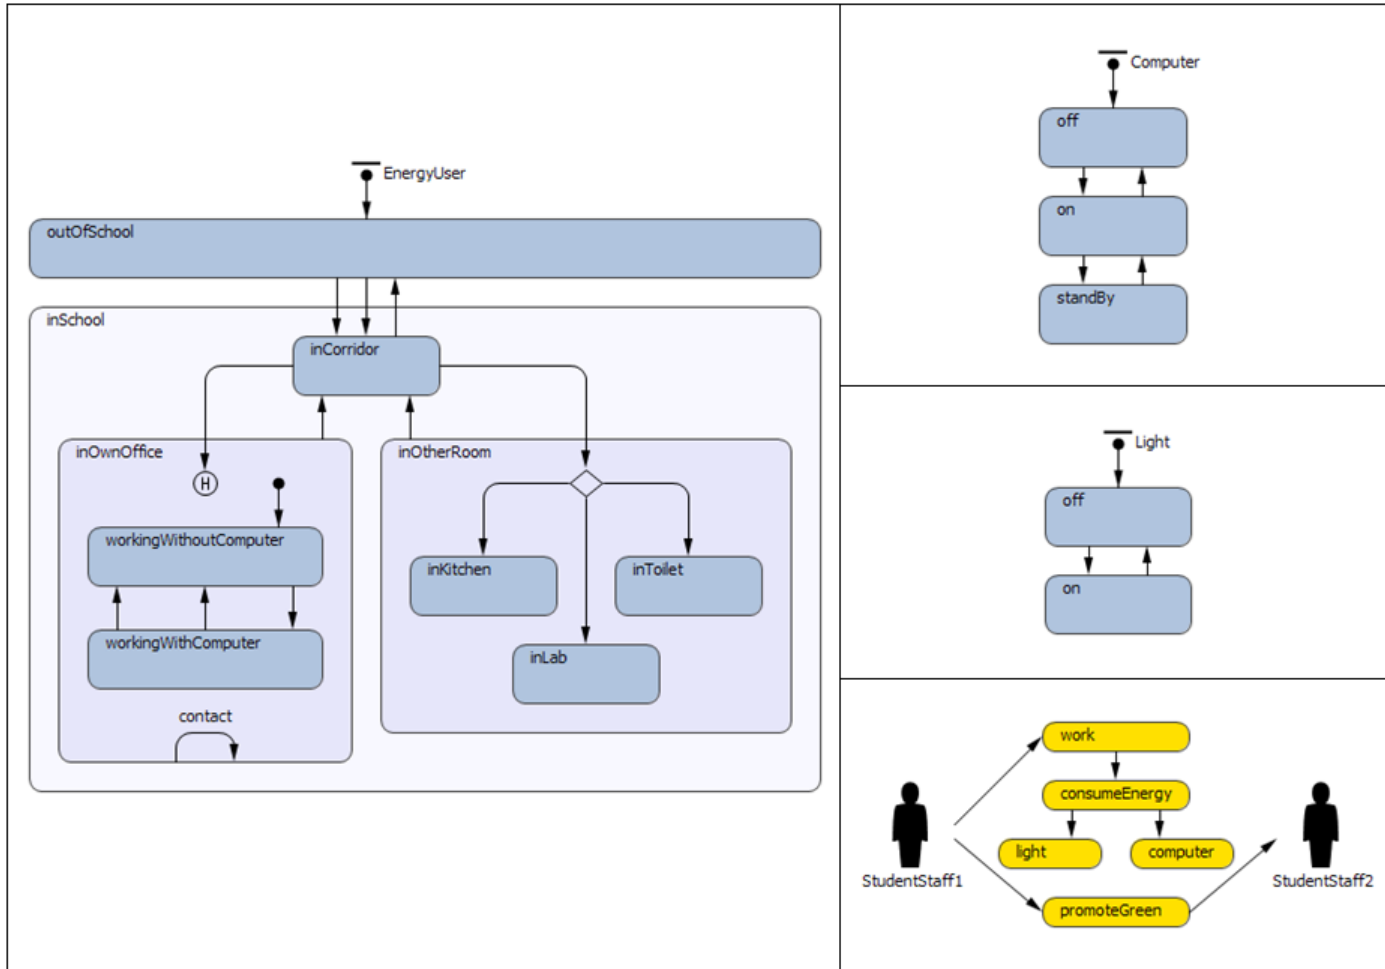 EnergyUser
outOfSchool
inSchool
inCorridor
inOwnOffice
H
workingWithoutComputer
workingWithComputer
contact
inOtherRoom
inKitchen
inToilet
inLab
Computer
off
on
standBy
Light
off
on
work
consumeEnergy
light
computer
StudentStaff1
StudentStaff2
promoteGreen